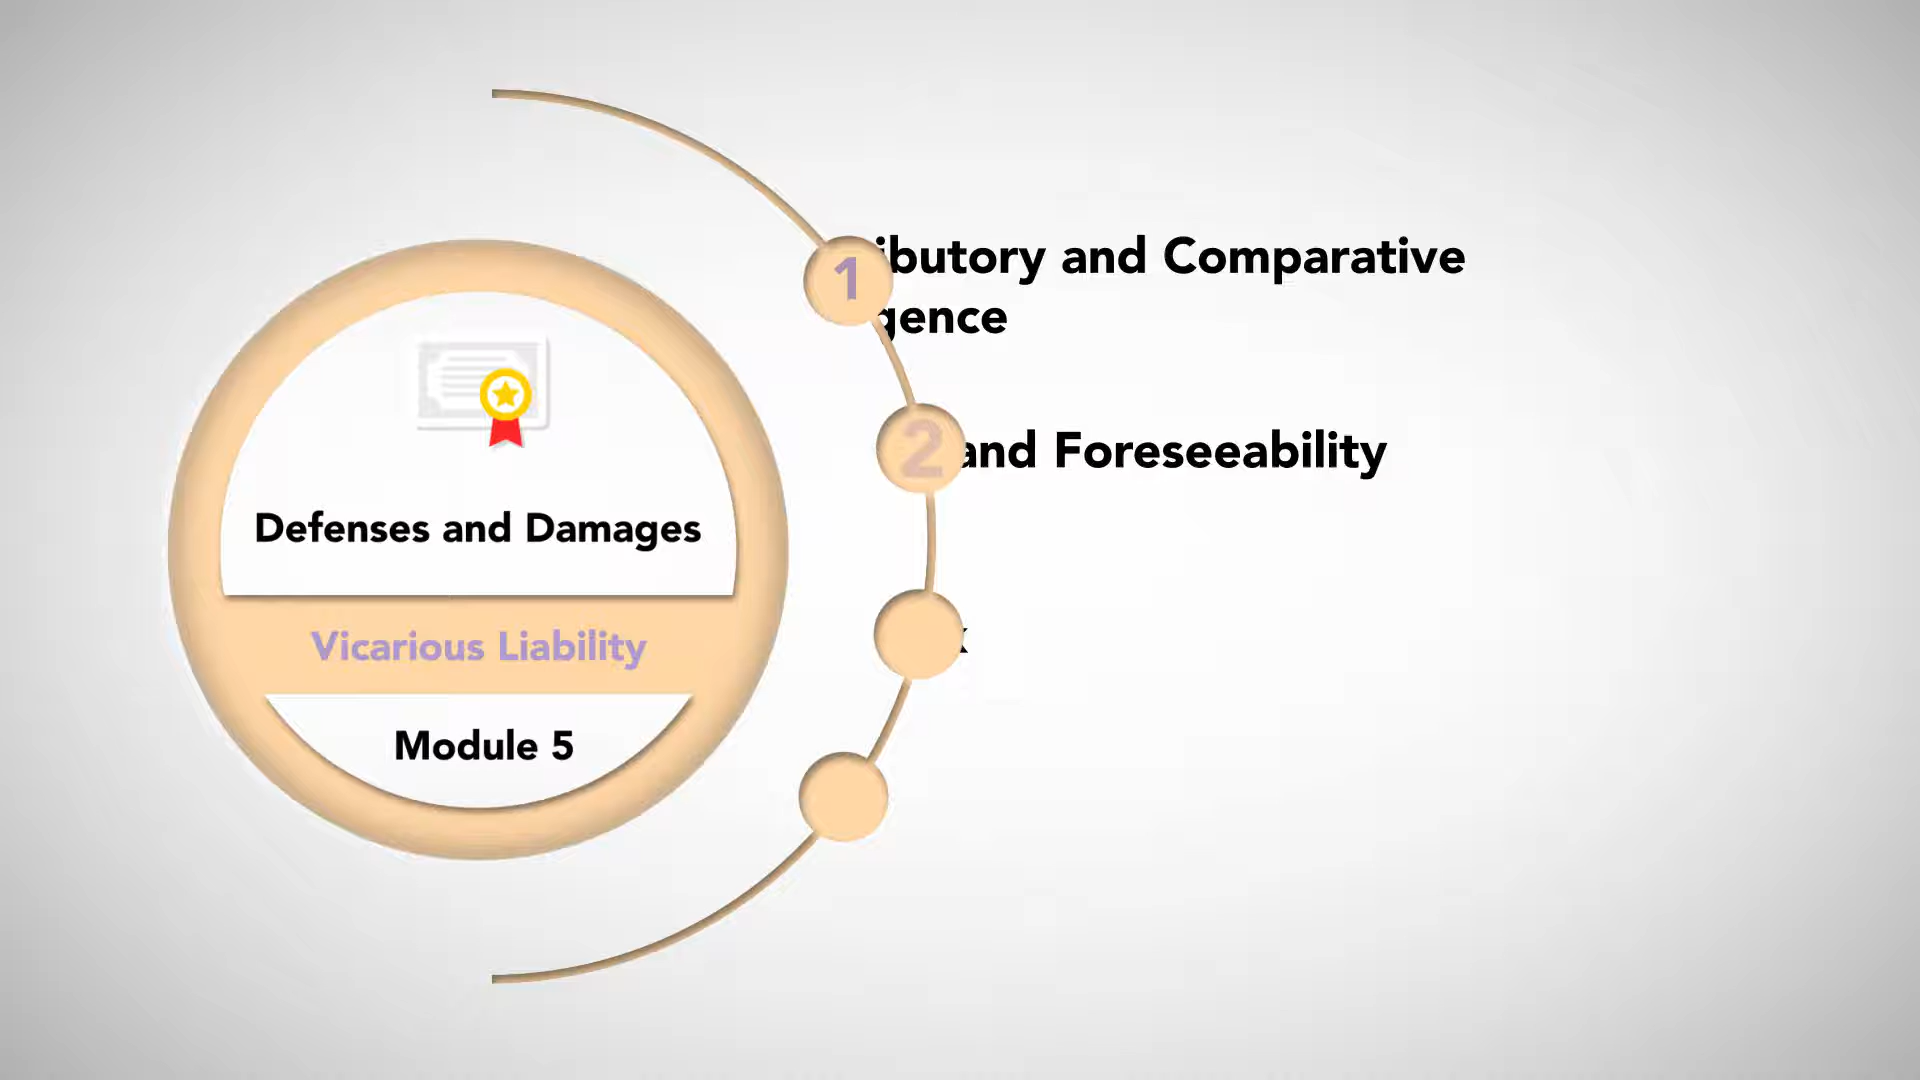 Defenses and Damages
Vicarious Liability
Module 5
1
ibutory and Comparative
gence
2
and Foreseeability